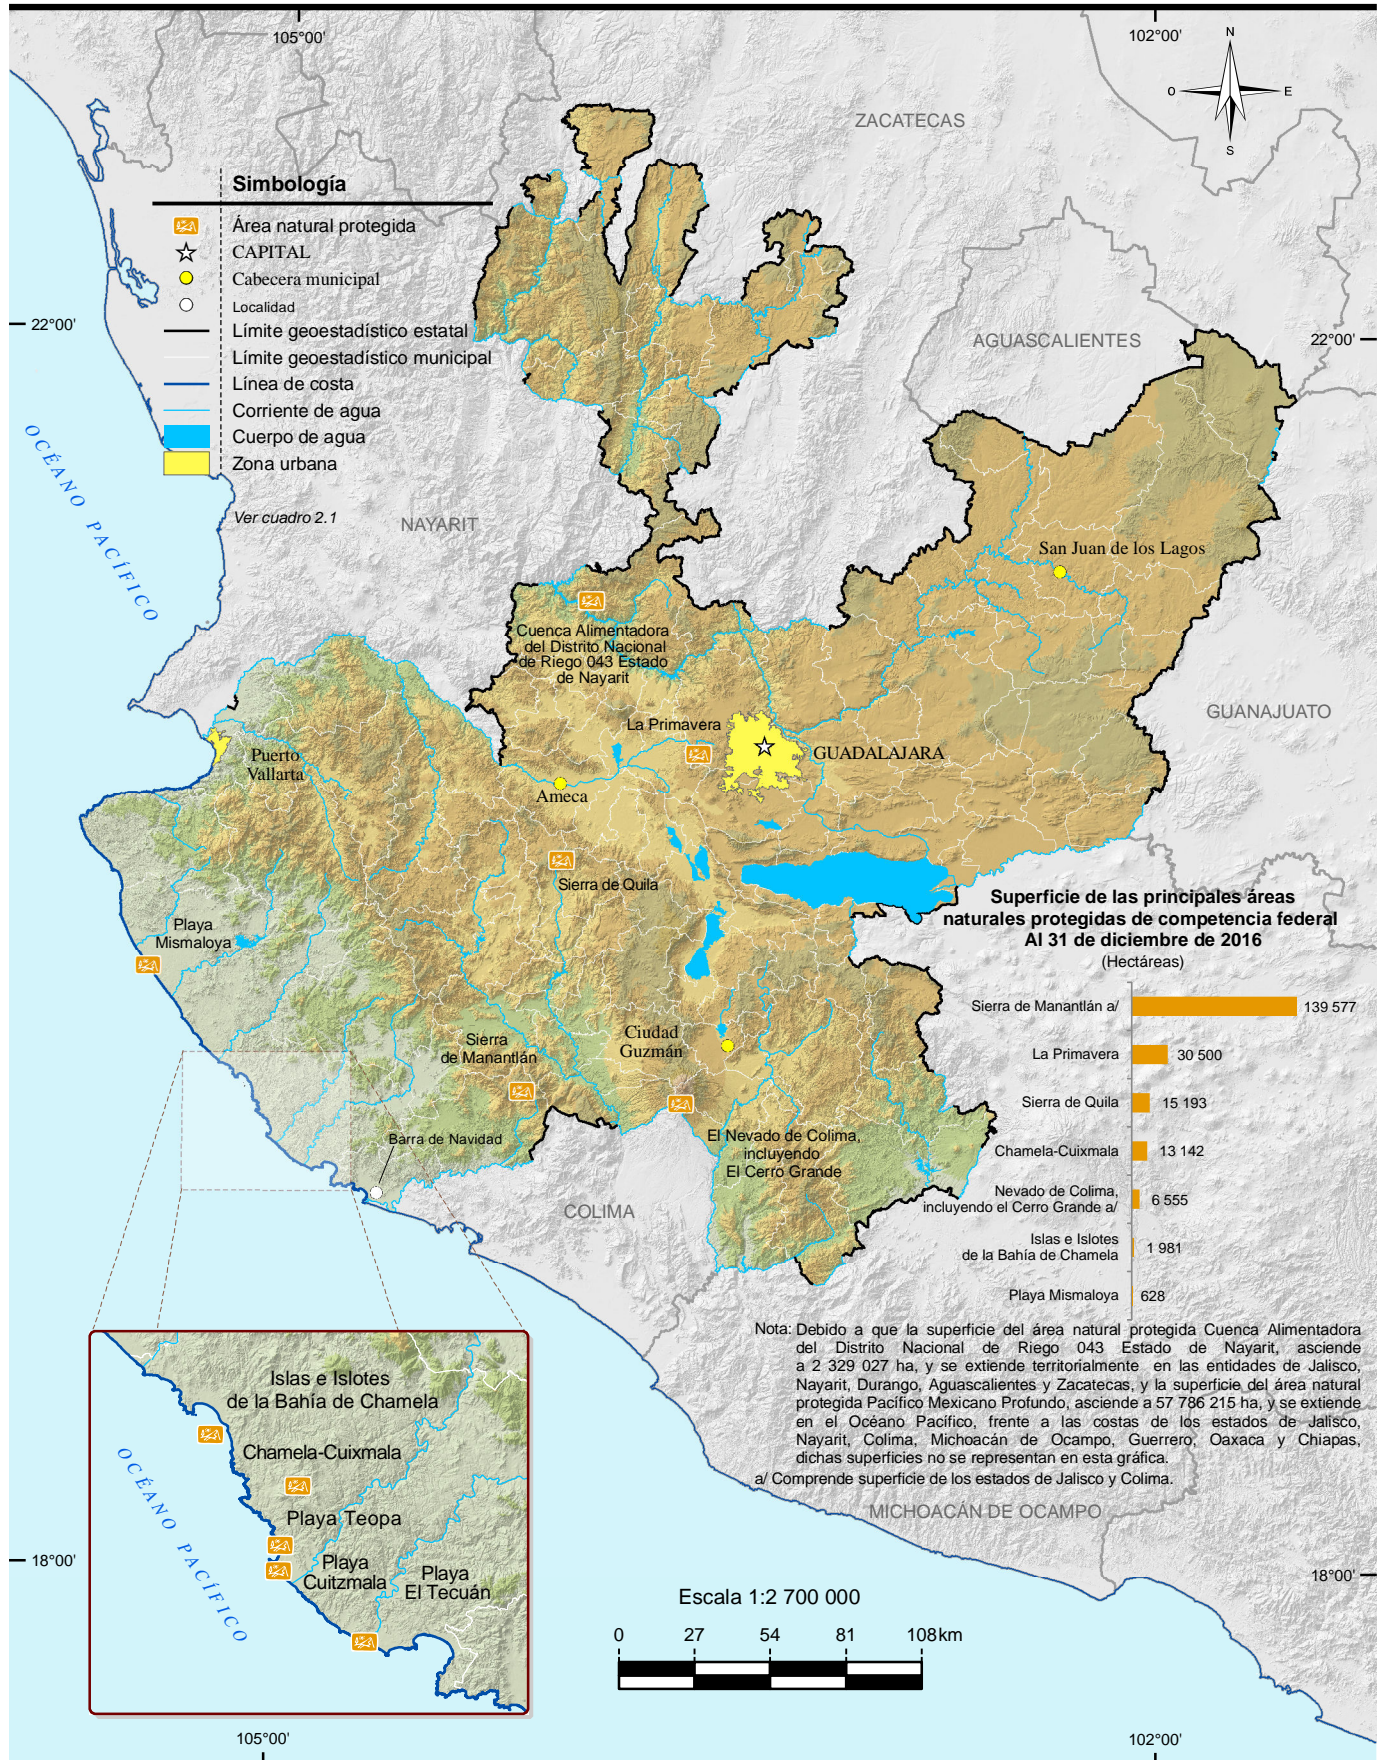 105°00'
102°00'
N
O
E
S
ZACATECAS
Simbología
Área natural protegida
CAPITAL
Cabecera municipal
Localidad
Límite geoestadístico estatal
Límite geoestadístico municipal
Línea de costa
Corriente de agua
Cuerpo de agua
Zona urbana
Ver cuadro 2.1
22°00'
22°00'
AGUASCALIENTES
OCÉANO PACÍFICO
NAYARIT
San Juan de los Lagos
Cuenca Alimentadora
del Distrito Nacional
de Riego 043 Estado
de Nayarit
GUANAJUATO
La Primavera
GUADALAJARA
Puerto
Vallarta
Ameca
Sierra de Quila
Playa
Mismaloya
Sierra
de Manantlán
Ciudad
Guzmán
Barra de Navidad
El Nevado de Colima,
incluyendo
El Cerro Grande
COLIMA
Superficie de las principales áreas
naturales protegidas de competencia federal
Al 31 de diciembre de 2016
(Hectáreas)
Sierra de Manantlán a/ 139 577
La Primavera 30 500
Sierra de Quila 15 193
Chamela-Cuixmala 13 142
Nevado de Colima,
incluyendo el Cerro Grande a/ 6 555
Islas e Islotes
de la Bahía de Chamela 1 981
Playa Mismaloya 628
Nota: Debido a que la superficie del área natural protegida Cuenca Alimentadora
del Distrito Nacional de Riego 043 Estado de Nayarit, asciende
a 2 329 027 ha, y se extiende territorialmente en las entidades de Jalisco,
Nayarit, Durango, Aguascalientes y Zacatecas, y la superficie del área natural
protegida Pacífico Mexicano Profundo, asciende a 57 786 215 ha, y se extiende
en el Océano Pacífico, frente a las costas de los estados de Jalisco,
Nayarit, Colima, Michoacán de Ocampo, Guerrero, Oaxaca y Chiapas,
dichas superficies no se representan en esta gráfica.
a/ Comprende superficie de los estados de Jalisco y Colima.
MICHOACÁN DE OCAMPO
Islas e Islotes
de la Bahía de Chamela
Chamela-Cuixmala
Playa Teopa
Playa
Cuitzmala
Playa
El Tecuán
OCÉANO PACÍFICO
18°00'
18°00'
Escala 1:2 700 000
0 27 54 81 108km
105°00'
102°00'